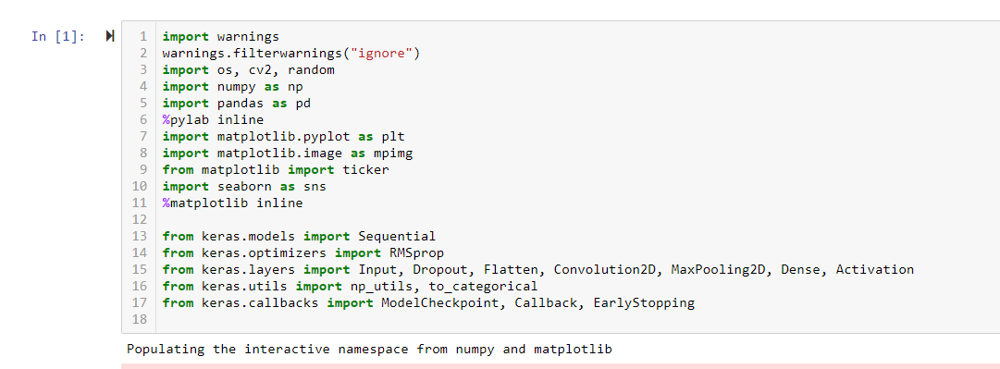 In [1]:
1 import warnings
2 warnings.filterwarnings("ignore")
3 import os, cv2, random
4 import numpy as np
5 import pandas as pd
6 %pylab inline
7 import matplotlib.pyplot as plt
8 import matplotlib.image as mpimg
9 from matplotlib import ticker
10 import seaborn as sns
11 %matplotlib inline
12
13 from keras.models import Sequential
14 from keras.optimizers import RMSprop
15 from keras.layers import Input, Dropout, Flatten, Convolution2D, MaxPooling2D, Dense, Activation
16 from keras.utils import np_utils, to_categorical
17 from keras.callbacks import ModelCheckpoint, Callback, EarlyStopping
18
Populating the interactive namespace from numpy and matplotlib